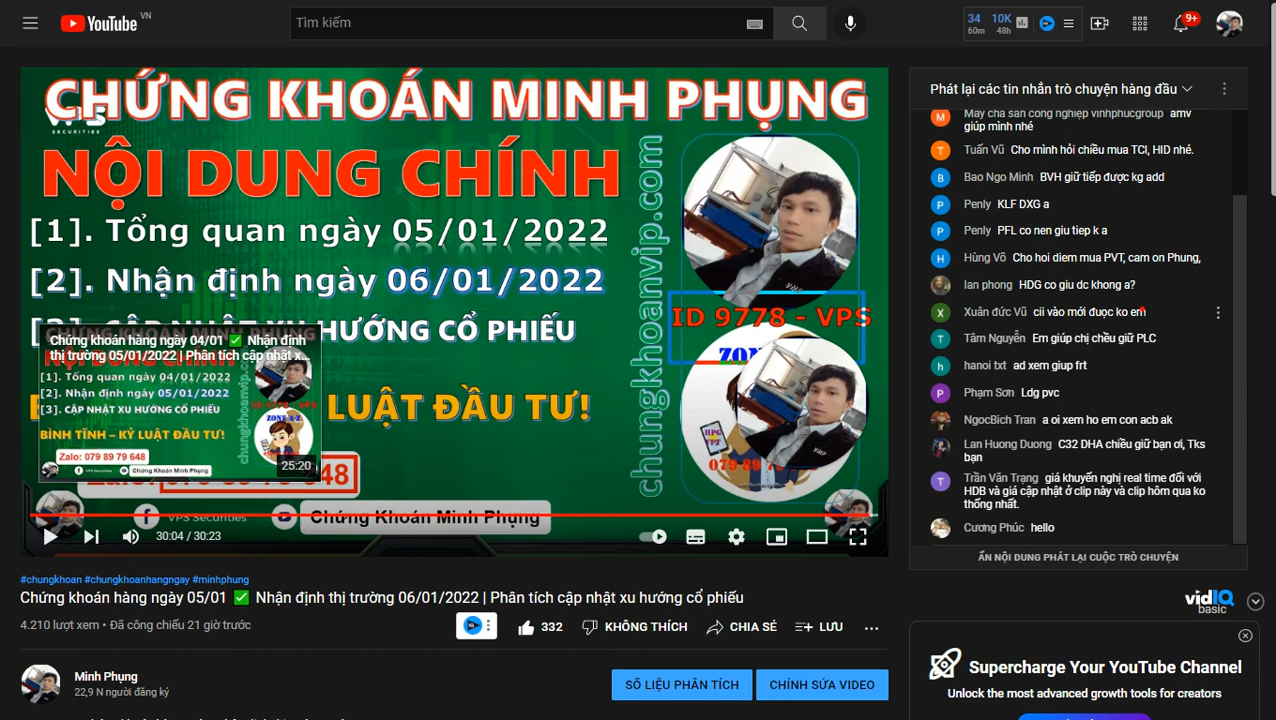 YouTube VN
Tìm kiếm
34 10K
60m 48h
9+
CHỨNG KHOÁN MINH PHỤNG
VPS
SECURITIES
NỘI DUNG CHÍNH
[1]. Tổng quan ngày 05/01/2022
[2]. Nhận định ngày 06/01/2022
HƯỚNG CỔ PHIẾU
LUẬT ĐẦU TƯ!
chungkhoanvip.com
ID 9778 - VPS
HPG
VPT
Chứng khoán hàng ngày 04/01 ✅ Nhận định
thị trường 05/01/2022 | Phân tích cập nhật x...
[1]. Tổng quan ngày 04/01/2022
[2]. Nhận định ngày 05/01/2022
[3]. CẬP NHẬT XU HƯỚNG CỔ PHIẾU
BÌNH TĨNH – KỶ LUẬT ĐẦU TƯ!
Zalo: 079 89 79 648
VPS Securities Chứng Khoán Minh Phụng
ZONE A-Z
25:20
VPS Securities Chứng Khoán Minh Phụng
30:04 / 30:23
Phát lại các tin nhắn trò chuyện hàng đầu
May cha san cong nghiep vinhphucgroup amv
giúp mình nhé
Tuấn Vũ Cho mình hỏi chiều mua TCI, HID nhé.
Bao Ngo Minh BVH giữ tiếp được kg add
Penly KLF DXG a
Penly PFL co nen giu tiep k a
Hùng Võ Cho hoi diem mua PVT, cam on Phung,
lan phong HDG co giu dc khong a?
Xuân đức Vũ cii vào mới được ko em
Tâm Nguyễn Em giúp chị chều giữ PLC
hanoi txt ad xem giup frt
Phạm Sơn Ldg pvc
NgocBich Tran a oi xem ho em con acb ak
Lan Huong Duong C32 DHA chiều giữ bạn ơi, Tks
bạn
Trần Văn Trạng giá khuyến nghị real time đối với
HDB và giá cập nhật ở clip này và clip hôm qua ko
thống nhất.
Cương Phúc hello
ẨN NỘI DUNG PHÁT LẠI CUỘC TRÒ CHUYỆN
#chungkhoan #chungkhoanhangngay #minhphung
Chứng khoán hàng ngày 05/01 ✅ Nhận định thị trường 06/01/2022 | Phân tích cập nhật xu hướng cổ phiếu
4.210 lượt xem • Đã công chiếu 21 giờ trước
332 KHÔNG THÍCH CHIA SẺ LƯU
Minh Phụng
22,9 N người đăng ký
SỐ LIỆU PHÂN TÍCH
CHỈNH SỬA VIDEO
vidIQ
basic
Supercharge Your YouTube Channel
Unlock the most advanced growth tools for creators